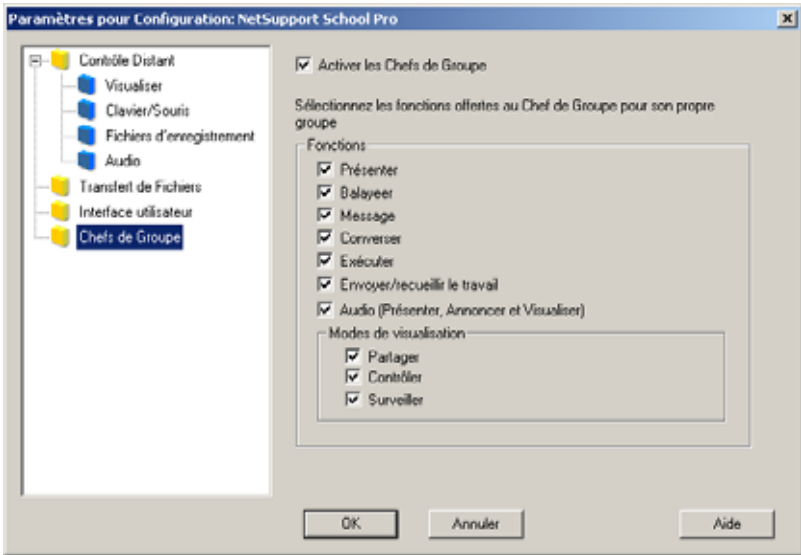 Paramètres pour Configuration: NetSupport School Pro
Contrôle Distant
Visualiser
Clavier/Souris
Fichiers d'enregistrement
Audio
Transfert de Fichiers
Interface utilisateur
Chefs de Groupe
Activer les Chefs de Groupe
Sélectionnez les fonctions offertes au Chef de Groupe pour son propre
groupe
Fonctions
Présenter
Balayeer
Message
Converser
Exécuter
Envoyer/recueillir le travail
Audio (Présenter, Annoncer et Visualiser)
Modes de visualisation
Partager
Contrôler
Surveiller
OK
Annuler
Aide